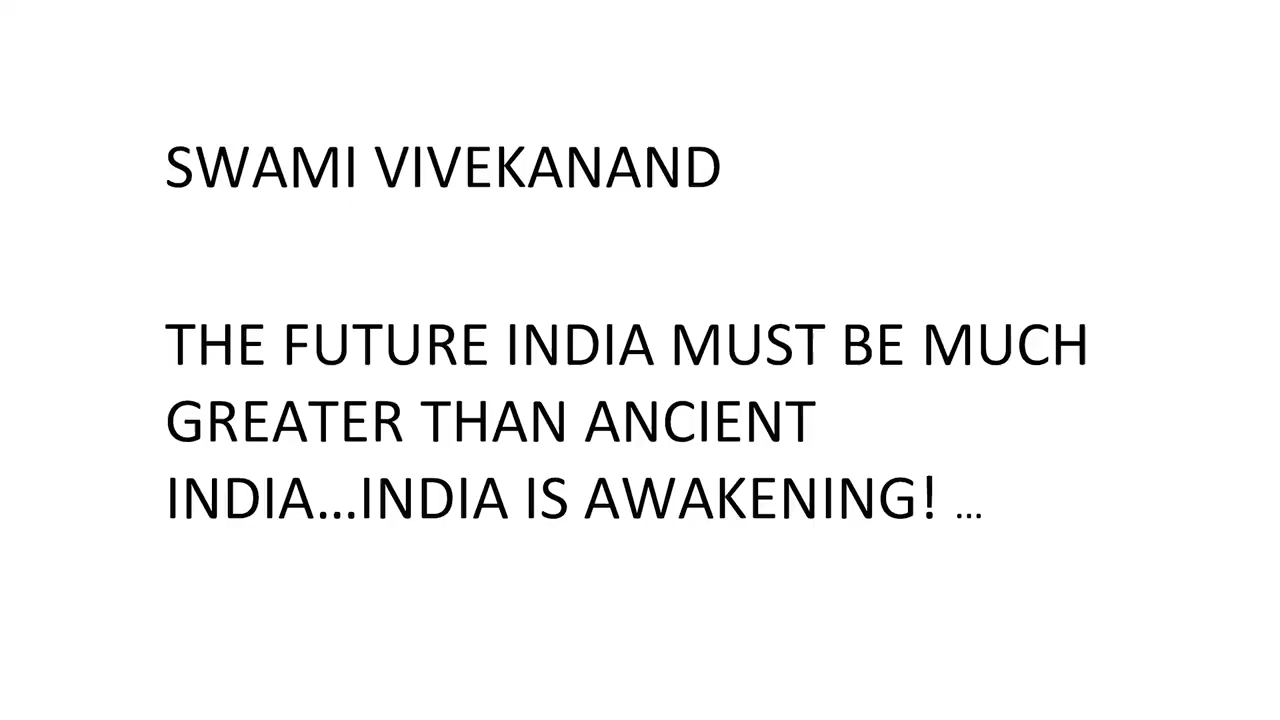 SWAMI VIVEKANAND
THE FUTURE INDIA MUST BE MUCH
GREATER THAN ANCIENT
INDIA...INDIA IS AWAKENING! ...